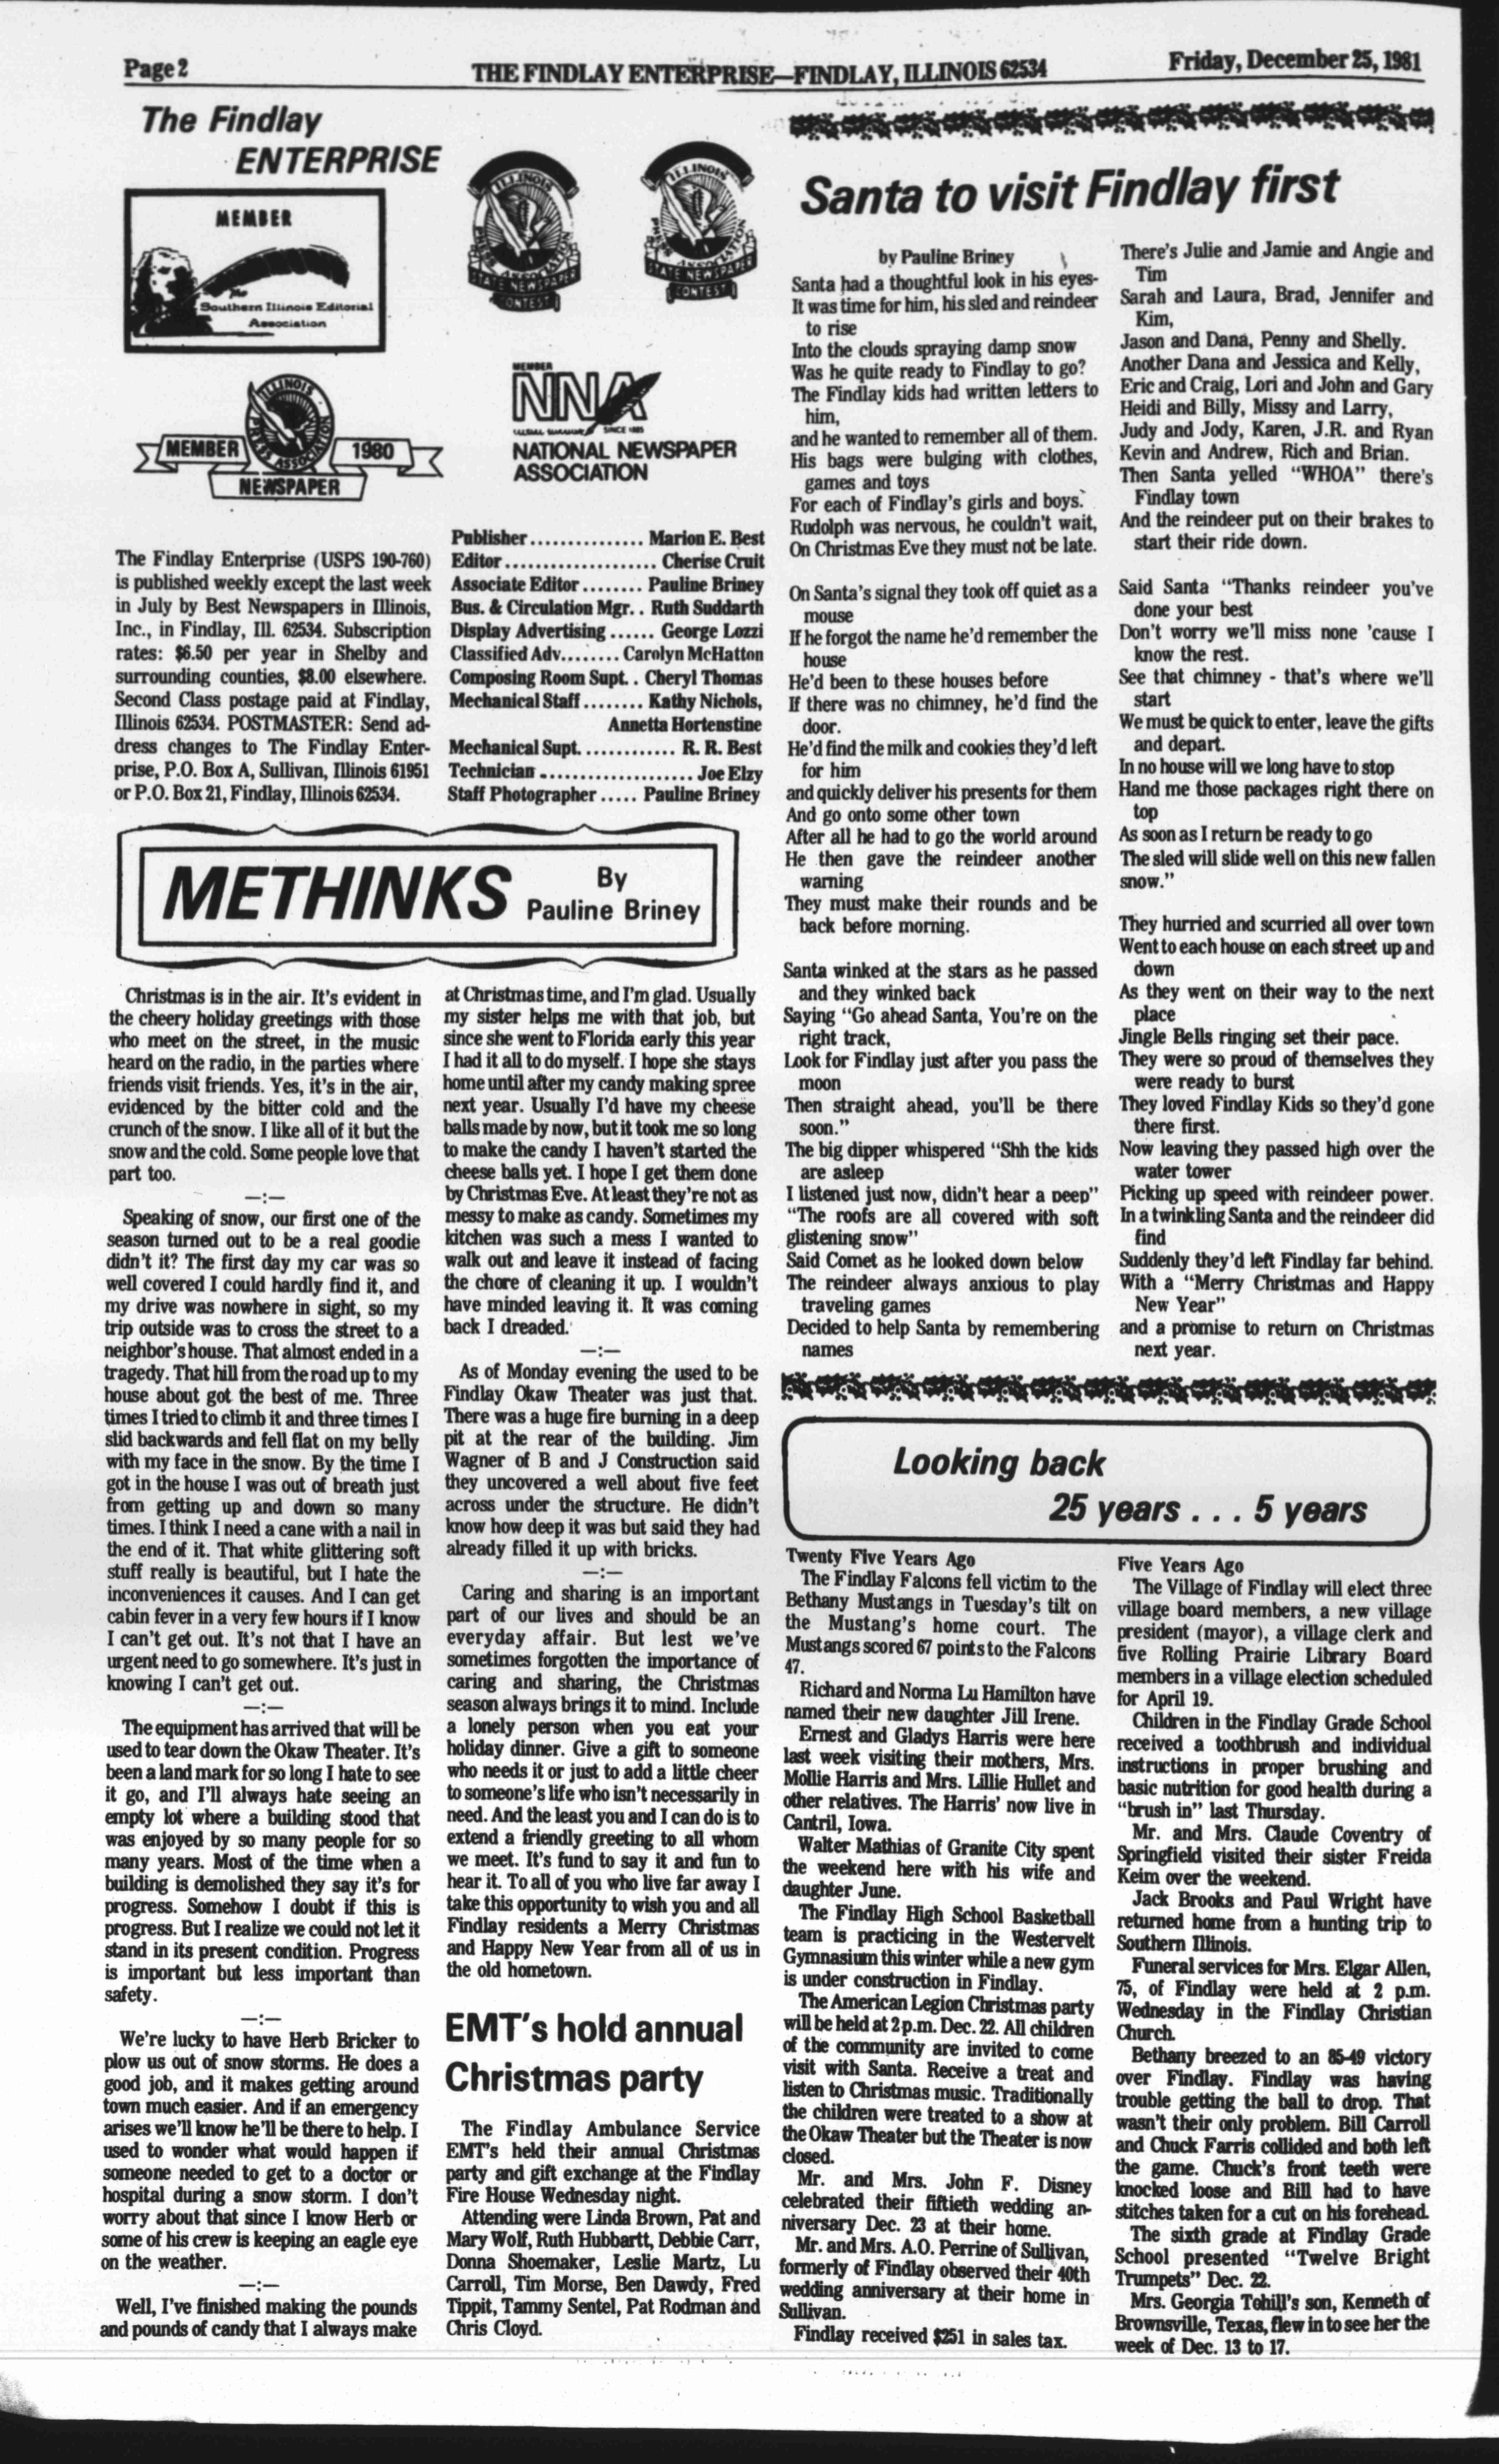 Page 2
THE FINDLAY ENTERPRISE—FINDLAY, ILLINOIS 62534
Friday, December 25, 1981
The Findlay
ENTERPRISE
MEMBER
The
Southern Illinois Editorial
Association
ILLINOIS
PRESS ASSOCIATION
STATE NEWSPAPER
CONTEST
ILLINOIS
PRESS ASSOCIATION
STATE NEWSPAPER
CONTEST
ILLINOIS
PRESS ASSOCIATION
MEMBER
1980
NEWSPAPER
MEMBER
NNA
SINCE 1885
NATIONAL NEWSPAPER
ASSOCIATION
The Findlay Enterprise (USPS 190-760)
is published weekly except the last week
in July by Best Newspapers in Illinois,
Inc., in Findlay, Ill. 62534. Subscription
rates: $6.50 per year in Shelby and
surrounding counties, $8.00 elsewhere.
Second Class postage paid at Findlay,
Illinois 62534. POSTMASTER: Send ad-
dress changes to The Findlay Enter-
prise, P.O. Box A, Sullivan, Illinois 61951
or P.O. Box 21, Findlay, Illinois 62534.
Publisher............... Marion E. Best
Editor.................... Cherise Cruit
Associate Editor........ Pauline Briney
Bus. & Circulation Mgr.. Ruth Suddarth
Display Advertising...... George Lozzi
Classified Adv........ Carolyn McHatton
Composing Room Supt.. Cheryl Thomas
Mechanical Staff........ Kathy Nichols,
Annetta Hortenstine
Mechanical Supt............. R. R. Best
Technician.................... Joe Elzy
Staff Photographer..... Pauline Briney
METHINKS
By
Pauline Briney
Christmas is in the air. It's evident in
the cheery holiday greetings with those
who meet on the street, in the music
heard on the radio, in the parties where
friends visit friends. Yes, it's in the air,
evidenced by the bitter cold and the
crunch of the snow. I like all of it but the
snow and the cold. Some people love that
part too.
—:—
Speaking of snow, our first one of the
season turned out to be a real goodie
didn't it? The first day my car was so
well covered I could hardly find it, and
my drive was nowhere in sight, so my
trip outside was to cross the street to a
neighbor's house. That almost ended in a
tragedy. That hill from the road up to my
house about got the best of me. Three
times I tried to climb it and three times I
slid backwards and fell flat on my belly
with my face in the snow. By the time I
got in the house I was out of breath just
from getting up and down so many
times. I think I need a cane with a nail in
the end of it. That white glittering soft
stuff really is beautiful, but I hate the
inconveniences it causes. And I can get
cabin fever in a very few hours if I know
I can't get out. It's not that I have an
urgent need to go somewhere. It's just in
knowing I can't get out.
—:—
The equipment has arrived that will be
used to tear down the Okaw Theater. It's
been a land mark for so long I hate to see
it go, and I'll always hate seeing an
empty lot where a building stood that
was enjoyed by so many people for so
many years. Most of the time when a
building is demolished they say it's for
progress. Somehow I doubt if this is
progress. But I realize we could not let it
stand in its present condition. Progress
is important but less important than
safety.
—:—
We're lucky to have Herb Bricker to
plow us out of snow storms. He does a
good job, and it makes getting around
town much easier. And if an emergency
arises we'll know he'll be there to help. I
used to wonder what would happen if
someone needed to get to a doctor or
hospital during a snow storm. I don't
worry about that since I know Herb or
some of his crew is keeping an eagle eye
on the weather.
—:—
Well, I've finished making the pounds
and pounds of candy that I always make
at Christmas time, and I'm glad. Usually
my sister helps me with that job, but
since she went to Florida early this year
I had it all to do myself. I hope she stays
home until after my candy making spree
next year. Usually I'd have my cheese
balls made by now, but it took me so long
to make the candy I haven't started the
cheese balls yet. I hope I get them done
by Christmas Eve. At least they're not as
messy to make as candy. Sometimes my
kitchen was such a mess I wanted to
walk out and leave it instead of facing
the chore of cleaning it up. I wouldn't
have minded leaving it. It was coming
back I dreaded.
—:—
As of Monday evening the used to be
Findlay Okaw Theater was just that.
There was a huge fire burning in a deep
pit at the rear of the building. Jim
Wagner of B and J Construction said
they uncovered a well about five feet
across under the structure. He didn't
know how deep it was but said they had
already filled it up with bricks.
—:—
Caring and sharing is an important
part of our lives and should be an
everyday affair. But lest we've
sometimes forgotten the importance of
caring and sharing, the Christmas
season always brings it to mind. Include
a lonely person when you eat your
holiday dinner. Give a gift to someone
who needs it or just to add a little cheer
to someone's life who isn't necessarily in
need. And the least you and I can do is to
extend a friendly greeting to all whom
we meet. It's fund to say it and fun to
hear it. To all of you who live far away I
take this opportunity to wish you and all
Findlay residents a Merry Christmas
and Happy New Year from all of us in
the old hometown.
EMT's hold annual
Christmas party
The Findlay Ambulance Service
EMT's held their annual Christmas
party and gift exchange at the Findlay
Fire House Wednesday night.
Attending were Linda Brown, Pat and
Mary Wolf, Ruth Hubbartt, Debbie Carr,
Donna Shoemaker, Leslie Martz, Lu
Carroll, Tim Morse, Ben Dawdy, Fred
Tippit, Tammy Sentel, Pat Rodman and
Chris Cloyd.
Santa to visit Findlay first
by Pauline Briney
Santa had a thoughtful look in his eyes-
It was time for him, his sled and reindeer
to rise
Into the clouds spraying damp snow
Was he quite ready to Findlay to go?
The Findlay kids had written letters to
him,
and he wanted to remember all of them.
His bags were bulging with clothes,
games and toys
For each of Findlay's girls and boys.
Rudolph was nervous, he couldn't wait,
On Christmas Eve they must not be late.
On Santa's signal they took off quiet as a
mouse
If he forgot the name he'd remember the
house
He'd been to these houses before
If there was no chimney, he'd find the
door.
He'd find the milk and cookies they'd left
for him
and quickly deliver his presents for them
And go onto some other town
After all he had to go the world around
He then gave the reindeer another
warning
They must make their rounds and be
back before morning.
Santa winked at the stars as he passed
and they winked back
Saying "Go ahead Santa, You're on the
right track,
Look for Findlay just after you pass the
moon
Then straight ahead, you'll be there
soon."
The big dipper whispered "Shh the kids
are asleep
I listened just now, didn't hear a peep"
"The roofs are all covered with soft
glistening snow"
Said Comet as he looked down below
The reindeer always anxious to play
traveling games
Decided to help Santa by remembering
names
There's Julie and Jamie and Angie and
Tim
Sarah and Laura, Brad, Jennifer and
Kim,
Jason and Dana, Penny and Shelly.
Another Dana and Jessica and Kelly,
Eric and Craig, Lori and John and Gary
Heidi and Billy, Missy and Larry,
Judy and Jody, Karen, J.R. and Ryan
Kevin and Andrew, Rich and Brian.
Then Santa yelled "WHOA" there's
Findlay town
And the reindeer put on their brakes to
start their ride down.
Said Santa "Thanks reindeer you've
done your best
Don't worry we'll miss none 'cause I
know the rest.
See that chimney - that's where we'll
start
We must be quick to enter, leave the gifts
and depart.
In no house will we long have to stop
Hand me those packages right there on
top
As soon as I return be ready to go
The sled will slide well on this new fallen
snow."
They hurried and scurried all over town
Went to each house on each street up and
down
As they went on their way to the next
place
Jingle Bells ringing set their pace.
They were so proud of themselves they
were ready to burst
They loved Findlay Kids so they'd gone
there first.
Now leaving they passed high over the
water tower
Picking up speed with reindeer power.
In a twinkling Santa and the reindeer did
find
Suddenly they'd left Findlay far behind.
With a "Merry Christmas and Happy
New Year"
and a promise to return on Christmas
next year.
Looking back
25 years . . . 5 years
Twenty Five Years Ago
The Findlay Falcons fell victim to the
Bethany Mustangs in Tuesday's tilt on
the Mustang's home court. The
Mustangs scored 67 points to the Falcons
47.
Richard and Norma Lu Hamilton have
named their new daughter Jill Irene.
Ernest and Gladys Harris were here
last week visiting their mothers, Mrs.
Mollie Harris and Mrs. Lillie Hullet and
other relatives. The Harris' now live in
Cantril, Iowa.
Walter Mathias of Granite City spent
the weekend here with his wife and
daughter June.
The Findlay High School Basketball
team is practicing in the Westervelt
Gymnasium this winter while a new gym
is under construction in Findlay.
The American Legion Christmas party
will be held at 2 p.m. Dec. 22. All children
of the community are invited to come
visit with Santa. Receive a treat and
listen to Christmas music. Traditionally
the children were treated to a show at
the Okaw Theater but the Theater is now
closed.
Mr. and Mrs. John F. Disney
celebrated their fiftieth wedding an-
niversary Dec. 23 at their home.
Mr. and Mrs. A.O. Perrine of Sullivan,
formerly of Findlay observed their 40th
wedding anniversary at their home in
Sullivan.
Findlay received $251 in sales tax.
Five Years Ago
The Village of Findlay will elect three
village board members, a new village
president (mayor), a village clerk and
five Rolling Prairie Library Board
members in a village election scheduled
for April 19.
Children in the Findlay Grade School
received a toothbrush and individual
instructions in proper brushing and
basic nutrition for good health during a
"brush in" last Thursday.
Mr. and Mrs. Claude Coventry of
Springfield visited their sister Freida
Keim over the weekend.
Jack Brooks and Paul Wright have
returned home from a hunting trip to
Southern Illinois.
Funeral services for Mrs. Elgar Allen,
75, of Findlay were held at 2 p.m.
Wednesday in the Findlay Christian
Church.
Bethany breezed to an 85-49 victory
over Findlay. Findlay was having
trouble getting the ball to drop. That
wasn't their only problem. Bill Carroll
and Chuck Farris collided and both left
the game. Chuck's front teeth were
knocked loose and Bill had to have
stitches taken for a cut on his forehead.
The sixth grade at Findlay Grade
School presented "Twelve Bright
Trumpets" Dec. 22.
Mrs. Georgia Tohill's son, Kenneth of
Brownsville, Texas, flew in to see her the
week of Dec. 13 to 17.